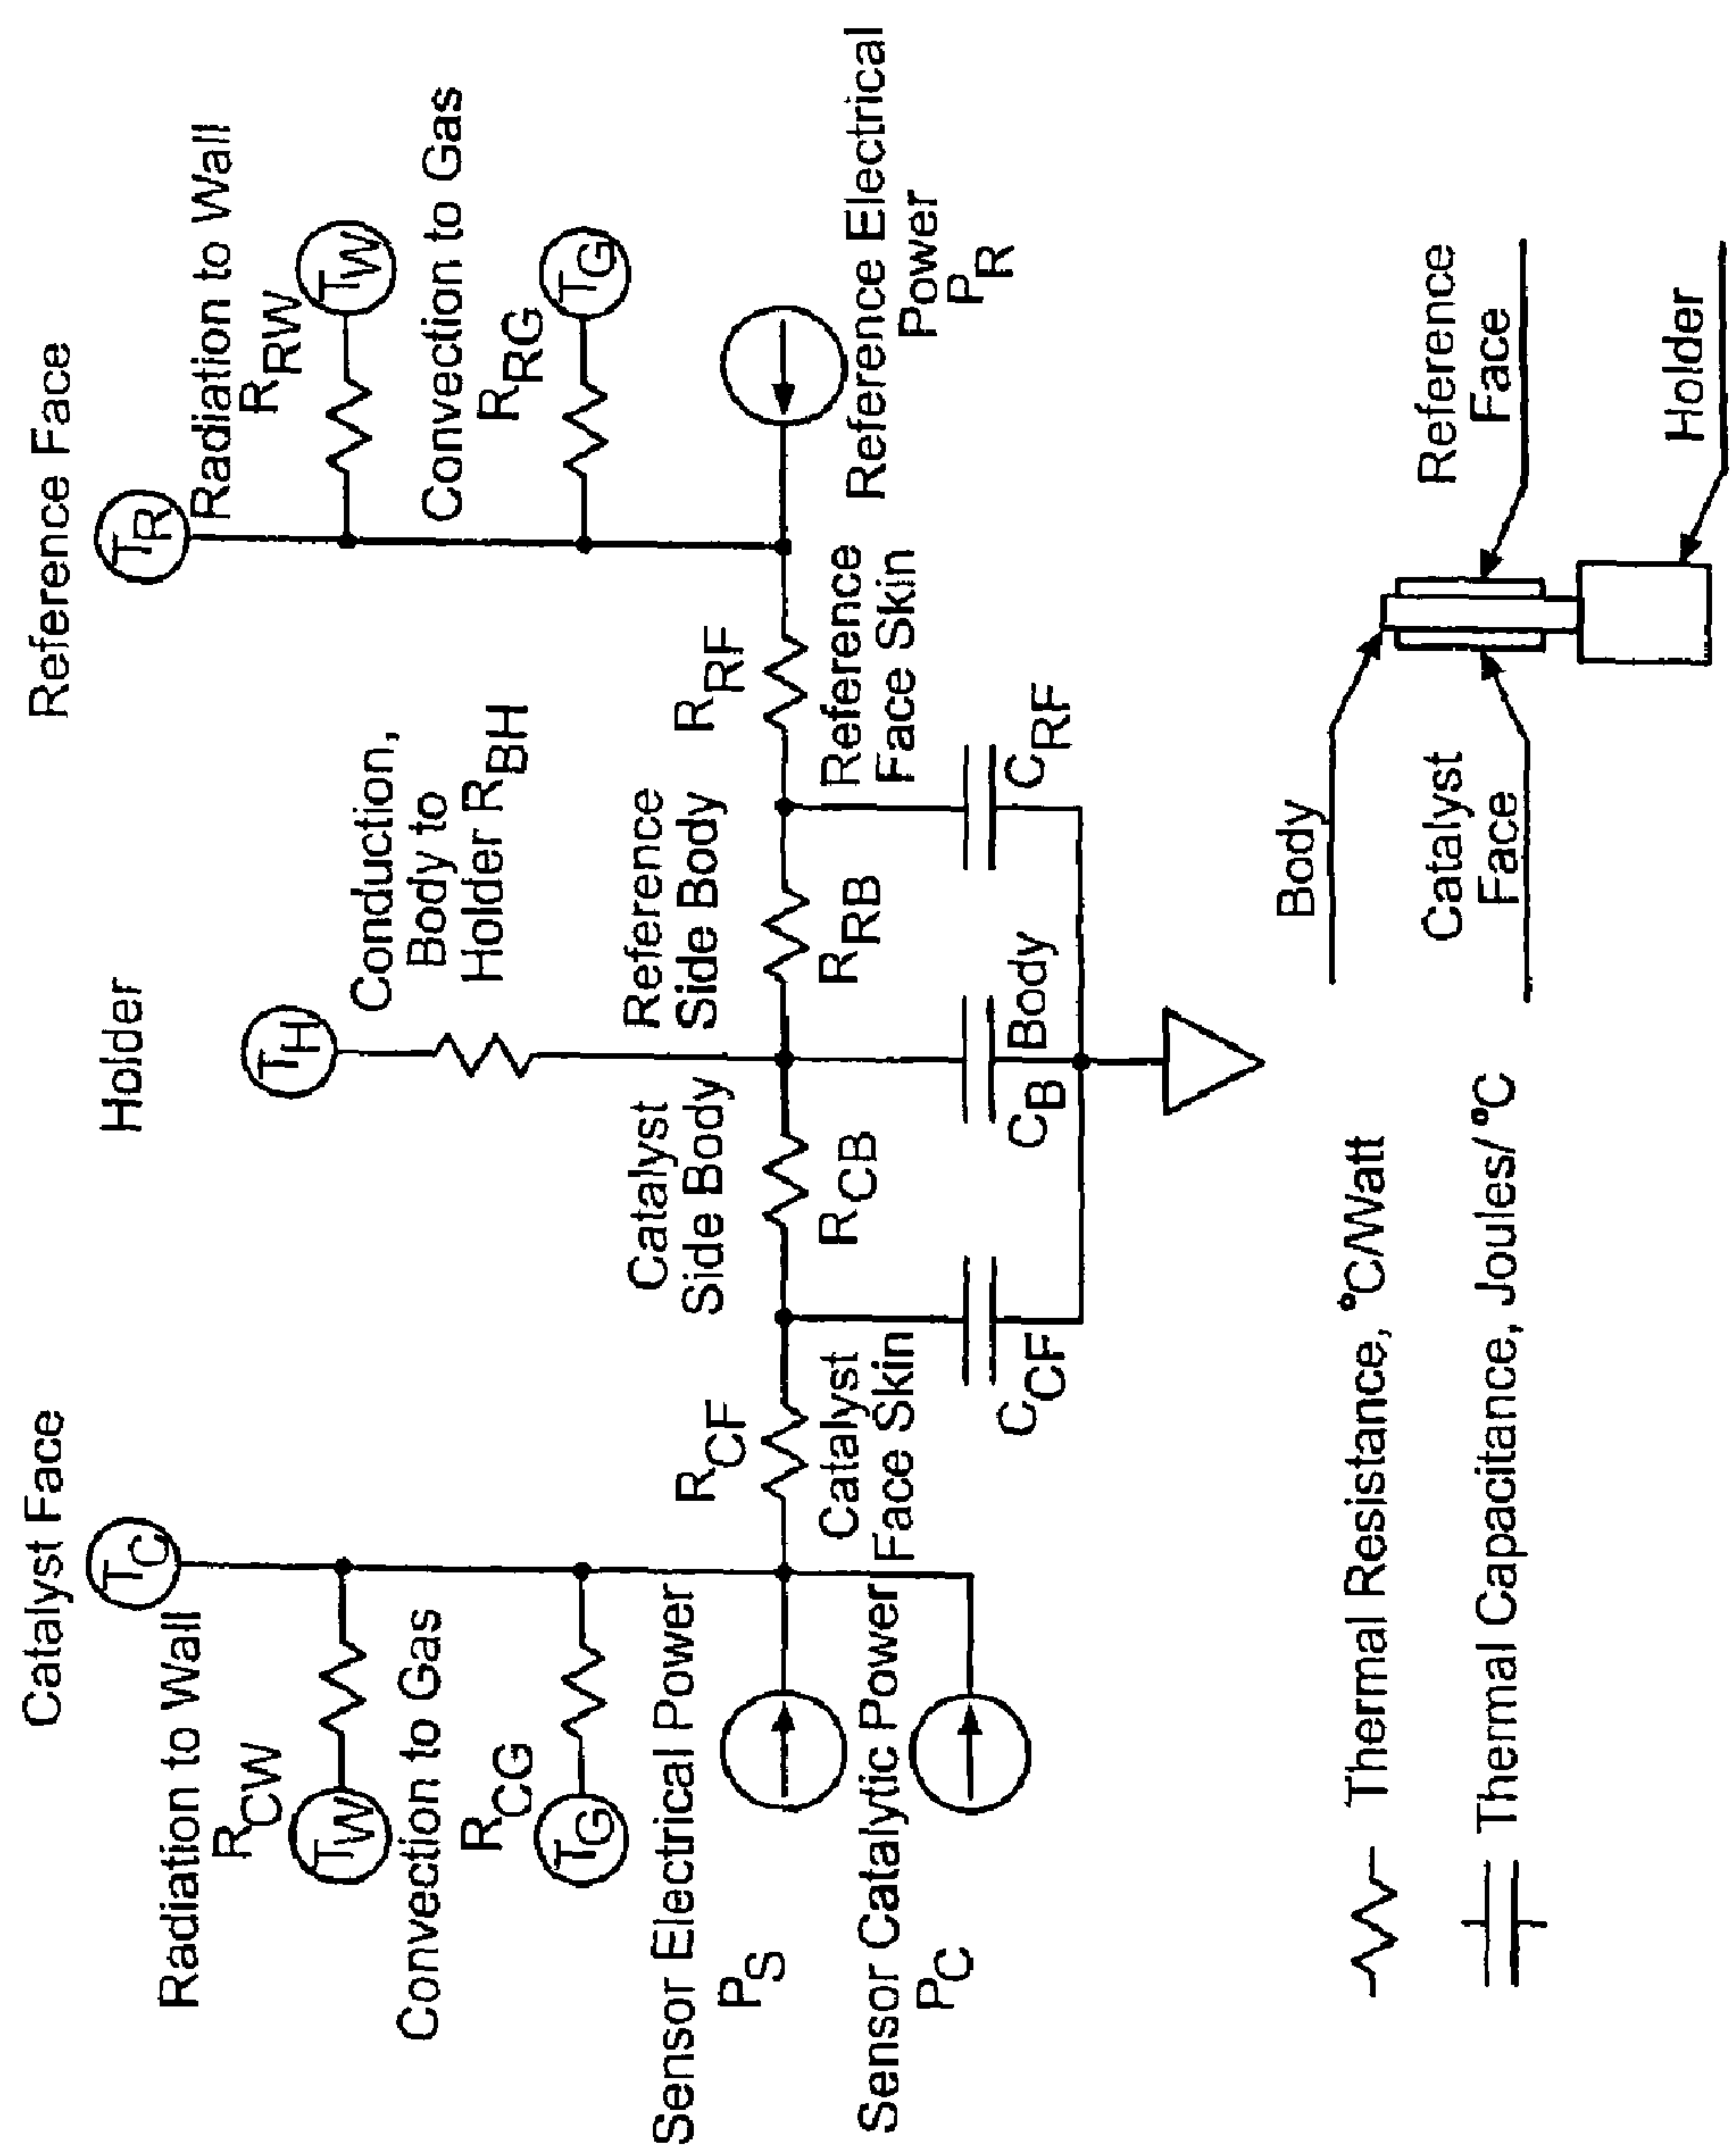 Catalyst Face
Holder
Reference Face
T_C
T_H
T_R
Radiation to Wall
R_CW
T_W
Convection to Gas
R_CG
T_G
Sensor Electrical Power
P_S
Sensor Catalytic Power
P_C
R_CF
Catalyst
Face Skin
C_CF
Catalyst
Side Body
R_CB
Conduction,
Body to
Holder R_BH
C_B Body
Reference
Side Body
R_RB
C_RF
R_RF
Reference
Face Skin
Radiation to Wall
R_RW
T_W
Convection to Gas
R_RG
T_G
Reference Electrical
Power
P_R
Thermal Resistance, °C/Watt
Thermal Capacitance, Joules/°C
Body
Catalyst
Face
Reference
Face
Holder